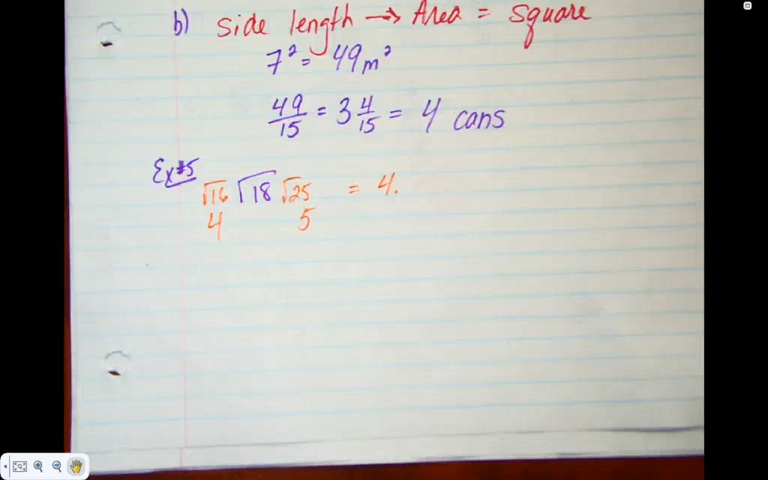 b) side length → Area = square
7² = 49m²
49/15 = 3 4/15 = 4 cans
Ex#5
√16 √18 √25 = 4.
4 5